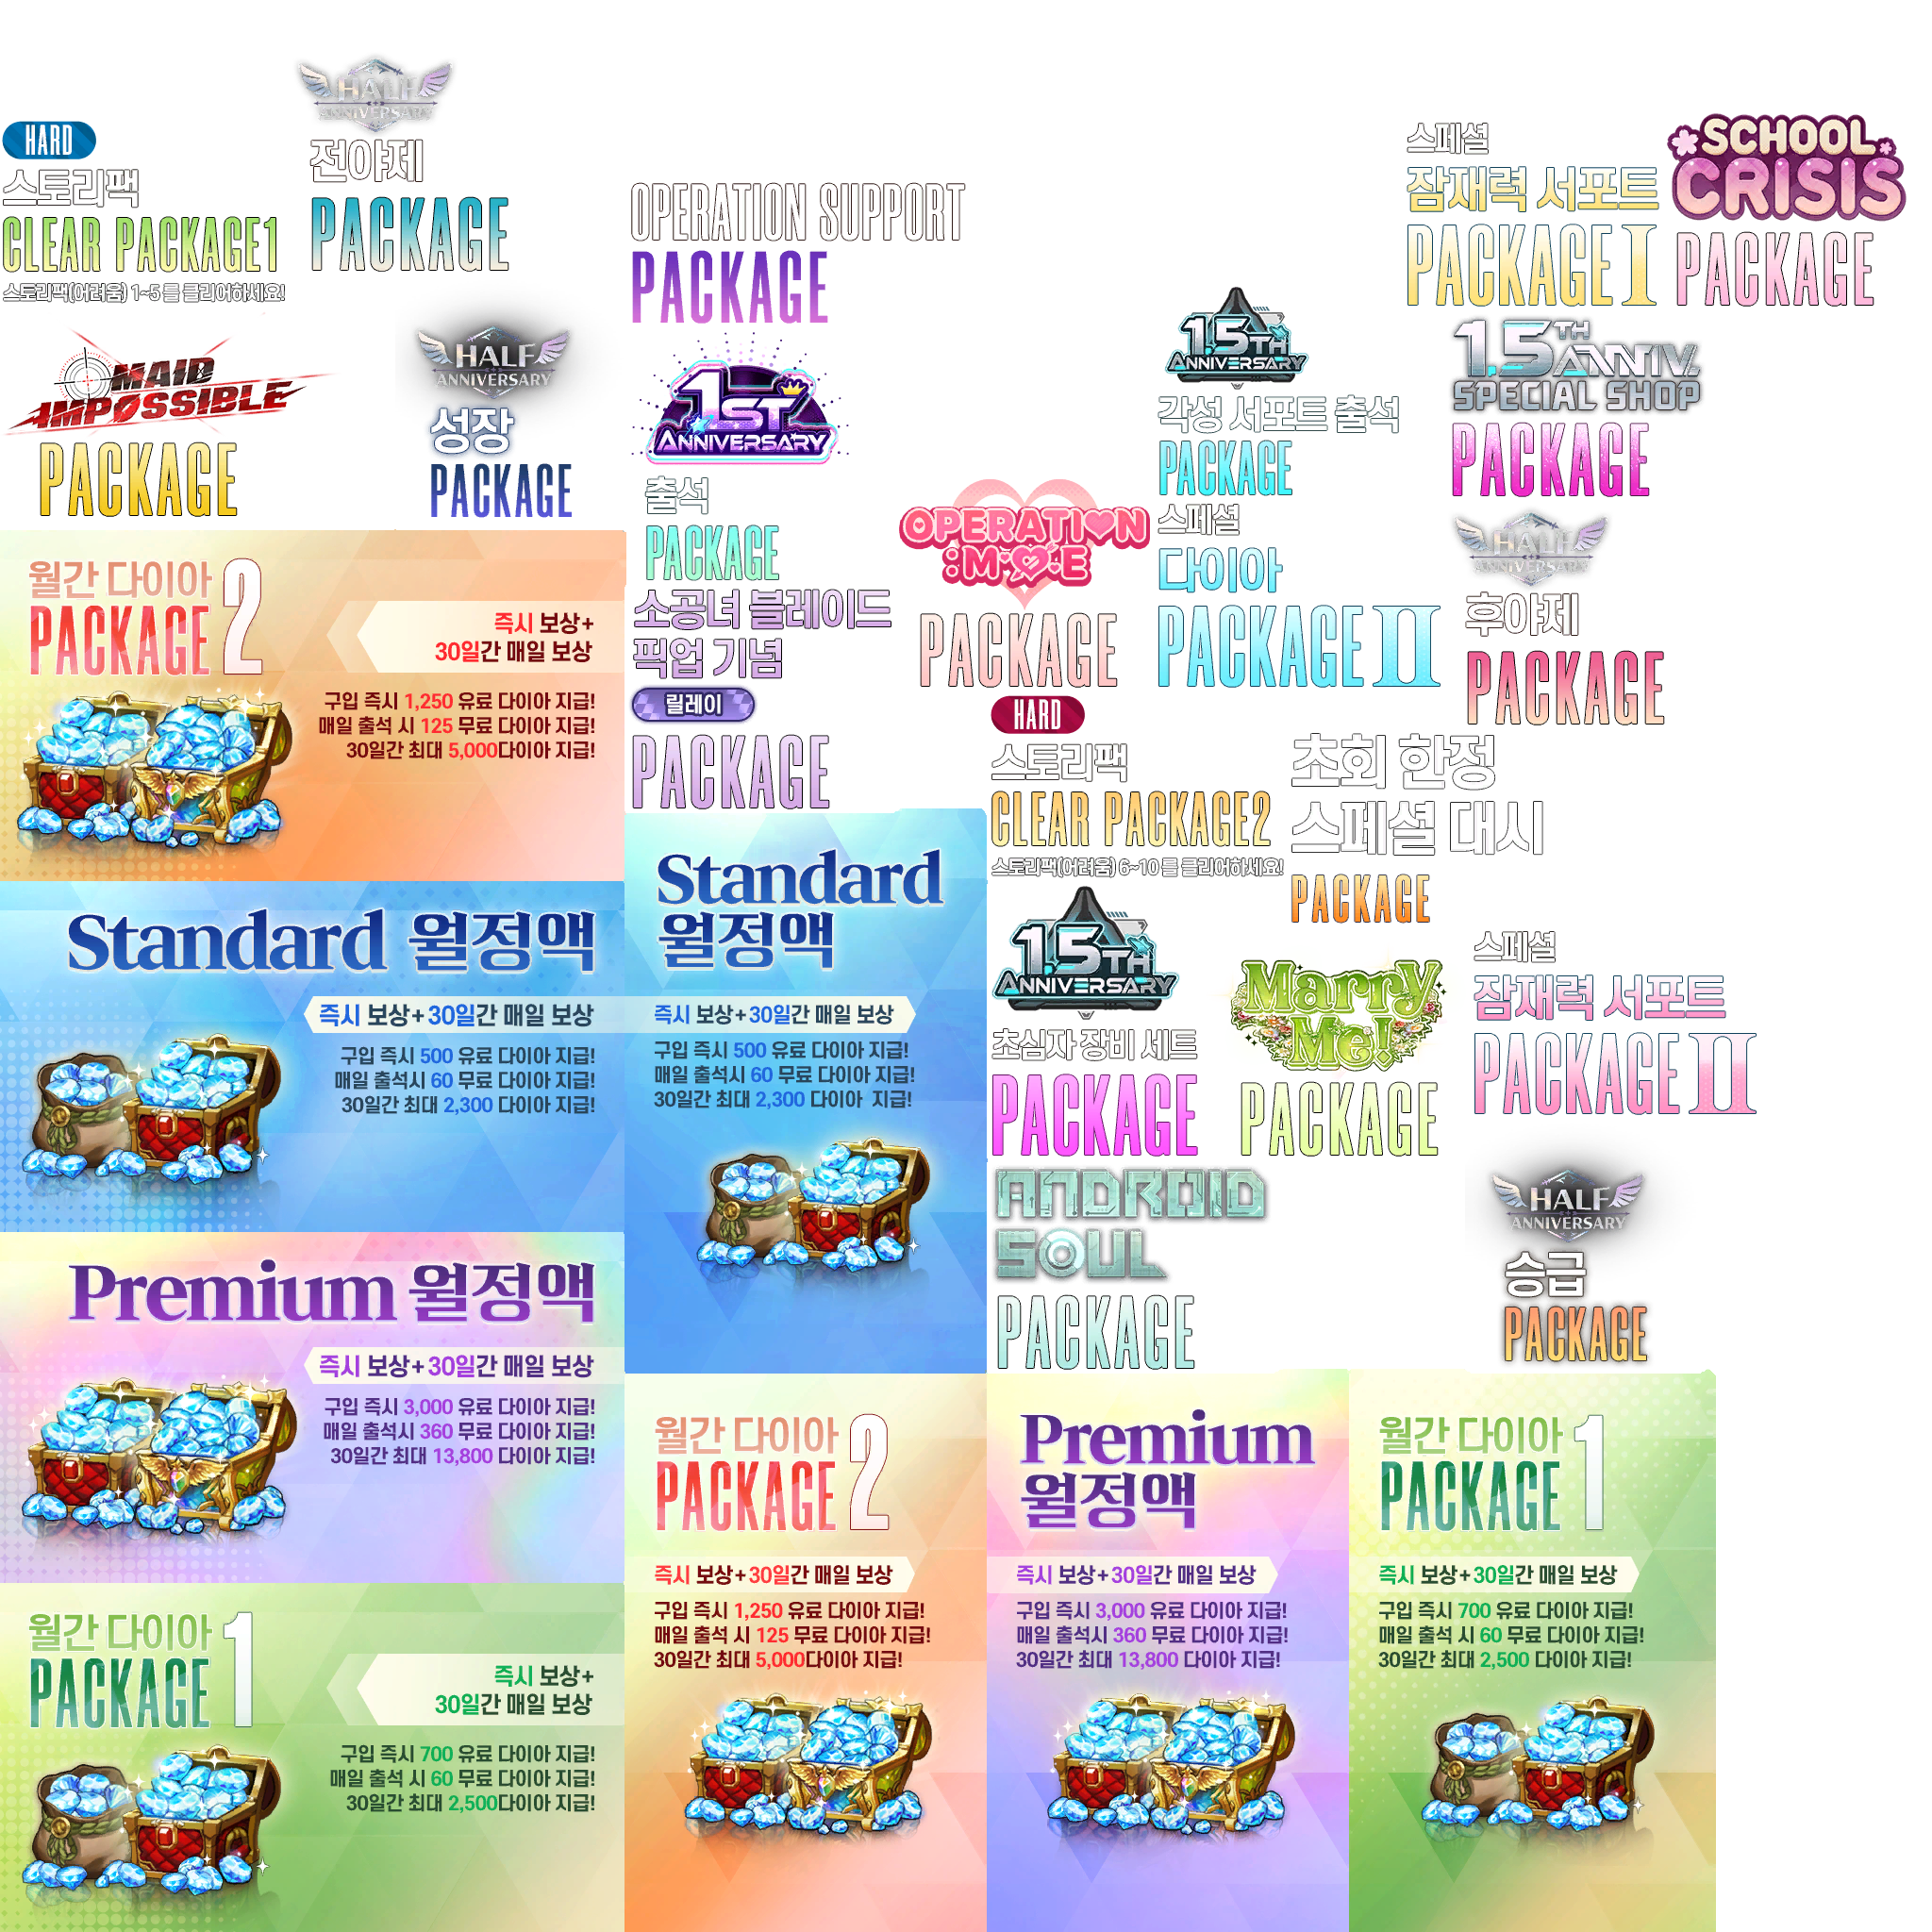 HARD
스토리팩
CLEAR PACKAGE1
스토리팩(어려움) 1~5 를 클리어하세요!
HALF
ANNIVERSARY
전야제
PACKAGE
OPERATION SUPPORT
PACKAGE
스페셜
잠재력 서포트
PACKAGE I
SCHOOL
CRISIS
PACKAGE
MAID
IMPOSSIBLE
PACKAGE
HALF
ANNIVERSARY
성장
PACKAGE
1ST
ANNIVERSARY
출석
PACKAGE
1.5TH
ANNIVERSARY
각성 서포트 출석
PACKAGE
1.5TH ANNIV.
SPECIAL SHOP
PACKAGE
소공녀 블레이드
픽업 기념
릴레이
PACKAGE
OPERATION
:M·O·E
PACKAGE
스페셜
다이아
PACKAGE II
HALF
ANNIVERSARY
후야제
PACKAGE
월간 다이아
PACKAGE 2
즉시 보상+
30일간 매일 보상
구입 즉시 1,250 유료 다이아 지급!
매일 출석 시 125 무료 다이아 지급!
30일간 최대 5,000다이아 지급!
HARD
스토리팩
CLEAR PACKAGE2
스토리팩(어려움) 6~10 를 클리어하세요!
초회 한정
스페셜 대시
PACKAGE
Standard 월정액
즉시 보상+30일간 매일 보상
구입 즉시 500 유료 다이아 지급!
매일 출석시 60 무료 다이아 지급!
30일간 최대 2,300 다이아 지급!
Standard
월정액
즉시 보상+30일간 매일 보상
구입 즉시 500 유료 다이아 지급!
매일 출석시 60 무료 다이아 지급!
30일간 최대 2,300 다이아 지급!
1.5TH
ANNIVERSARY
초심자 장비 세트
PACKAGE
Marry
Me!
PACKAGE
스페셜
잠재력 서포트
PACKAGE II
ANDROID
SOUL
PACKAGE
HALF
ANNIVERSARY
승급
PACKAGE
Premium 월정액
즉시 보상+30일간 매일 보상
구입 즉시 3,000 유료 다이아 지급!
매일 출석시 360 무료 다이아 지급!
30일간 최대 13,800 다이아 지급!
월간 다이아
PACKAGE 1
즉시 보상+
30일간 매일 보상
구입 즉시 700 유료 다이아 지급!
매일 출석 시 60 무료 다이아 지급!
30일간 최대 2,500다이아 지급!
월간 다이아
PACKAGE 2
즉시 보상+30일간 매일 보상
구입 즉시 1,250 유료 다이아 지급!
매일 출석 시 125 무료 다이아 지급!
30일간 최대 5,000다이아 지급!
Premium
월정액
즉시 보상+30일간 매일 보상
구입 즉시 3,000 유료 다이아 지급!
매일 출석시 360 무료 다이아 지급!
30일간 최대 13,800 다이아 지급!
월간 다이아
PACKAGE 1
즉시 보상+30일간 매일 보상
구입 즉시 700 유료 다이아 지급!
매일 출석 시 60 무료 다이아 지급!
30일간 최대 2,500 다이아 지급!